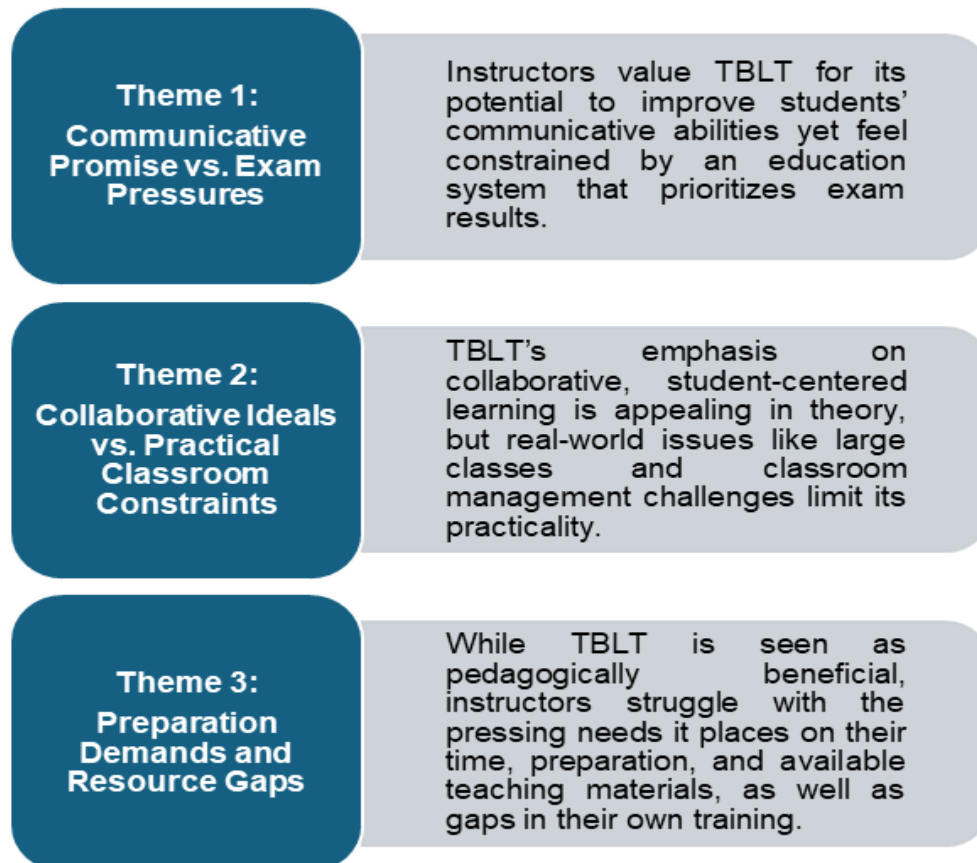 Theme 1:
Communicative
Promise vs. Exam
Pressures
Instructors value TBLT for its
potential to improve students’
communicative abilities yet feel
constrained by an education
system that prioritizes exam
results.
Theme 2:
Collaborative Ideals
vs. Practical
Classroom
Constraints
TBLT’s emphasis on
collaborative, student-centered
learning is appealing in theory,
but real-world issues like large
classes and classroom
management challenges limit its
practicality.
Theme 3:
Preparation
Demands and
Resource Gaps
While TBLT is seen as
pedagogically beneficial,
instructors struggle with the
pressing needs it places on their
time, preparation, and available
teaching materials, as well as
gaps in their own training.